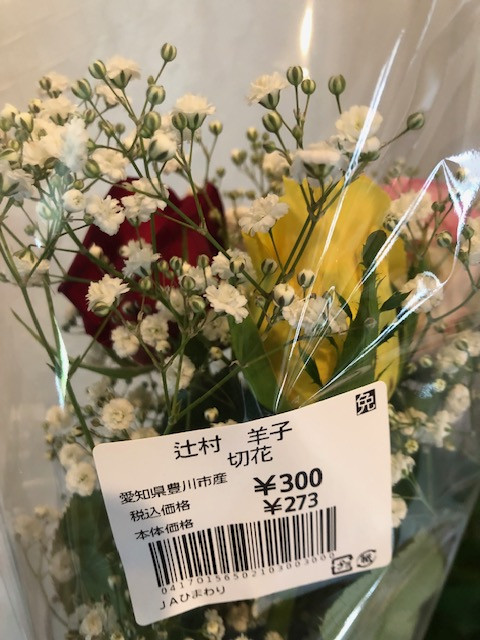 免
辻村 羊子
切花
愛知県豊川市産
税込価格 ¥300
本体価格 ¥273
04170156502103003000
JAひまわり